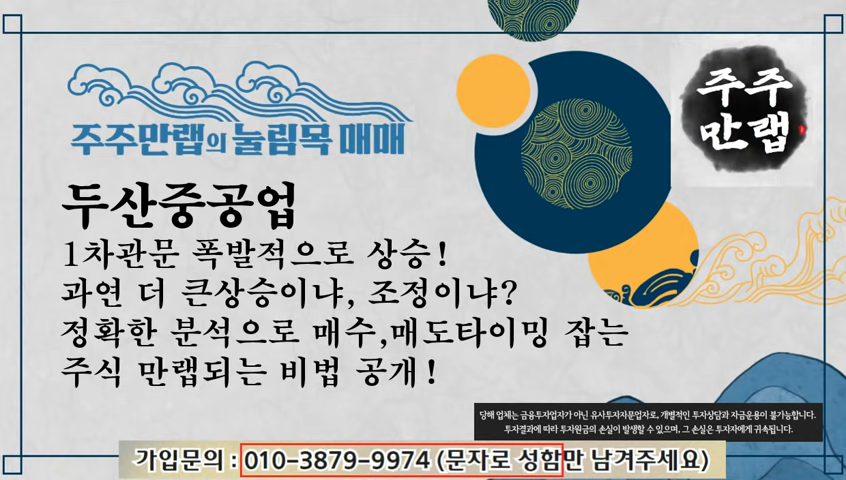 주주만랩의 눌림목 매매
주주
만랩
두산중공업
1차관문 폭발적으로 상승!
과연 더 큰상승이냐, 조정이냐?
정확한 분석으로 매수,매도타이밍 잡는
주식 만랩되는 비법 공개!
당해 업체는 금융투자업자가 아닌 유사투자자문업자로, 개별적인 투자상담과 자금운용이 불가능합니다.
투자결과에 따라 투자원금의 손실이 발생할 수 있으며, 그 손실은 투자자에게 귀속됩니다.
가입문의 : 010-3879-9974 (문자로 성함만 남겨주세요)